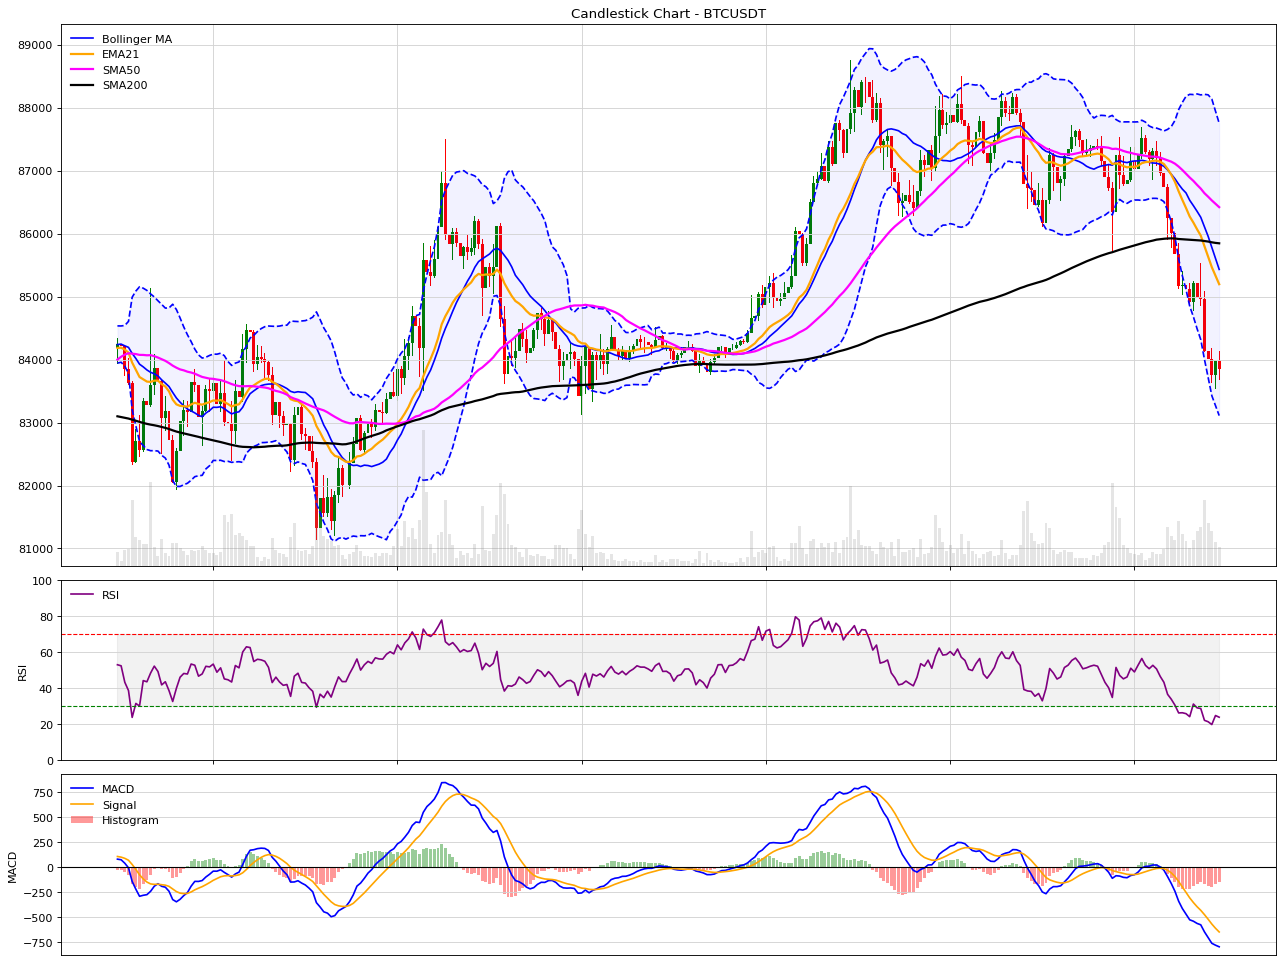 Candlestick Chart - BTCUSDT
Bollinger MA
EMA21
SMA50
SMA200
89000
88000
87000
86000
85000
84000
83000
82000
81000
RSI
100
80
60
40
20
0
RSI
MACD
Signal
Histogram
750
500
250
0
−250
−500
−750
MACD